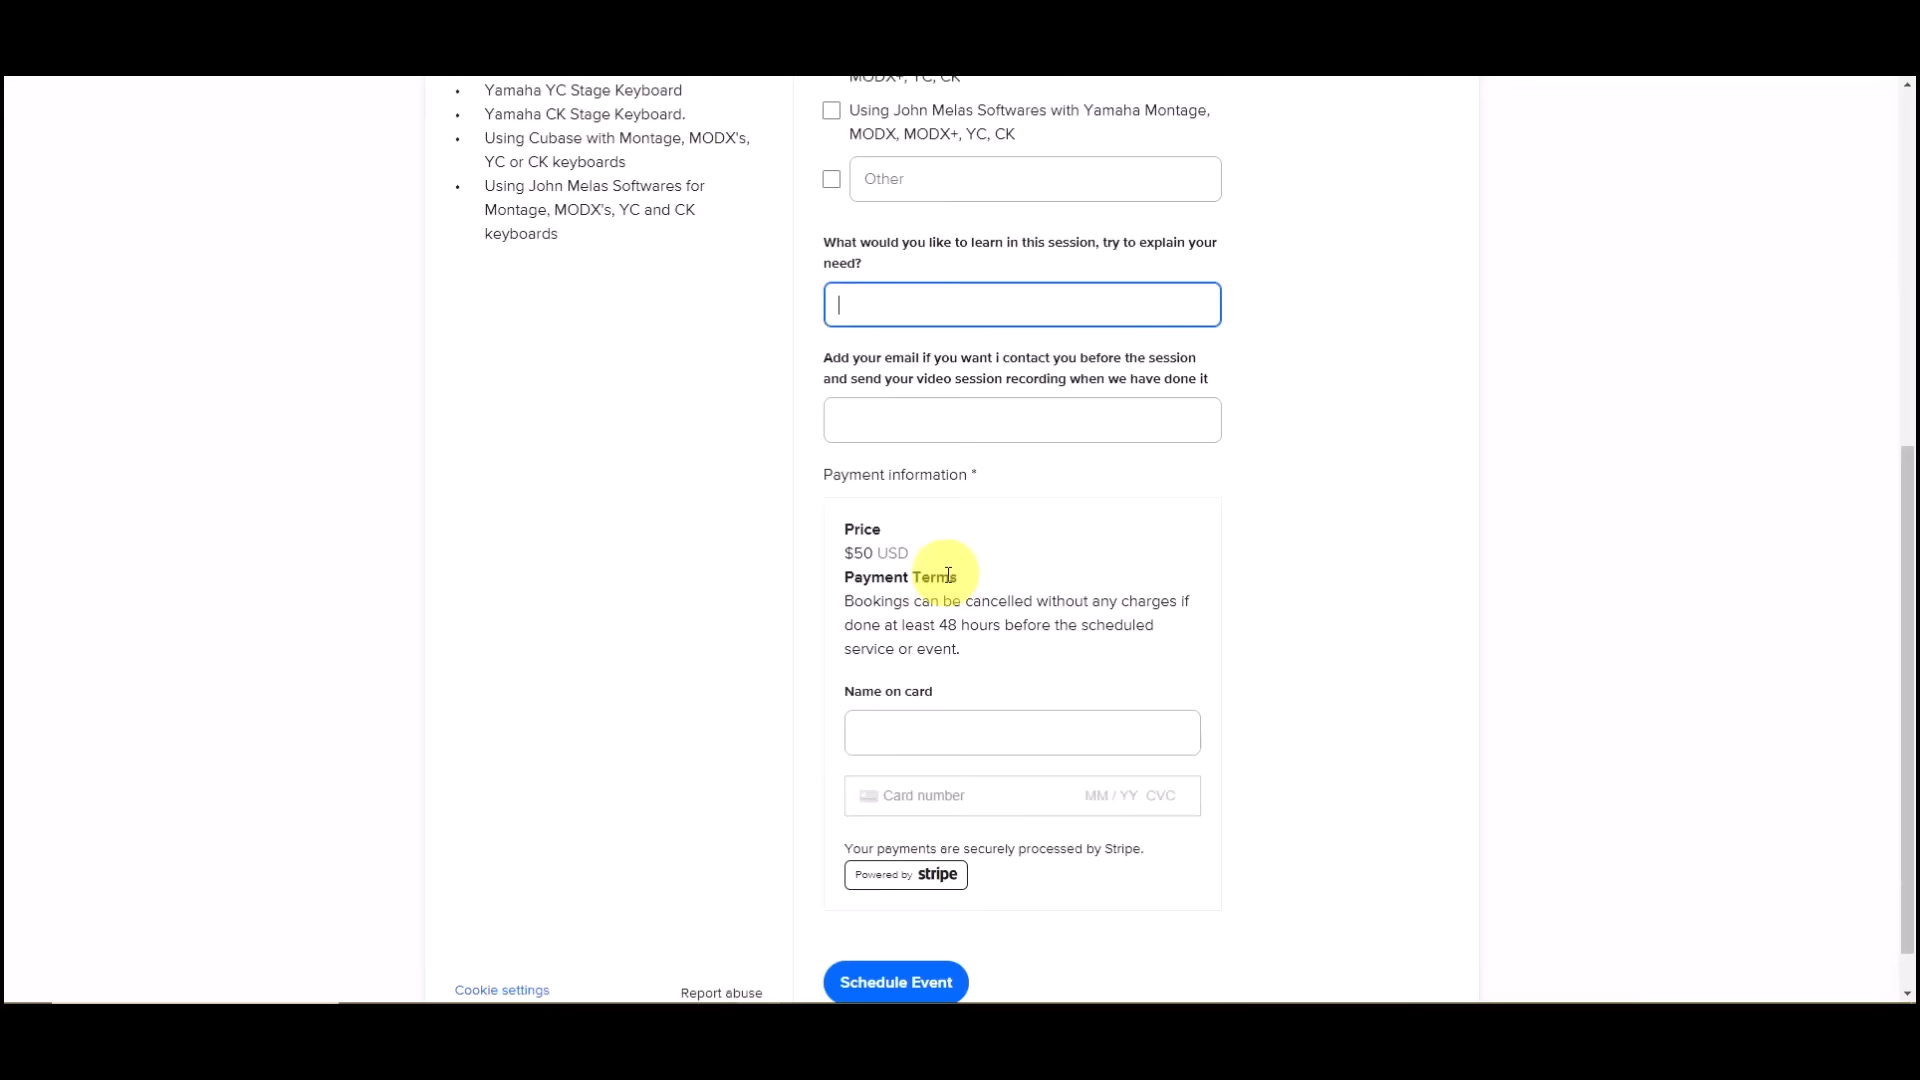 Yamaha YC Stage Keyboard
Yamaha CK Stage Keyboard.
Using Cubase with Montage, MODX's,
YC or CK keyboards
Using John Melas Softwares for
Montage, MODX's, YC and CK
keyboards
Cookie settings
Report abuse
MODX+, YC, CK
Using John Melas Softwares with Yamaha Montage,
MODX, MODX+, YC, CK
Other
What would you like to learn in this session, try to explain your
need?
Add your email if you want i contact you before the session
and send your video session recording when we have done it
Payment information *
Price
$50 USD
Payment Terms
Bookings can be cancelled without any charges if
done at least 48 hours before the scheduled
service or event.
Name on card
Card number MM / YY CVC
Your payments are securely processed by Stripe.
Powered by stripe
Schedule Event